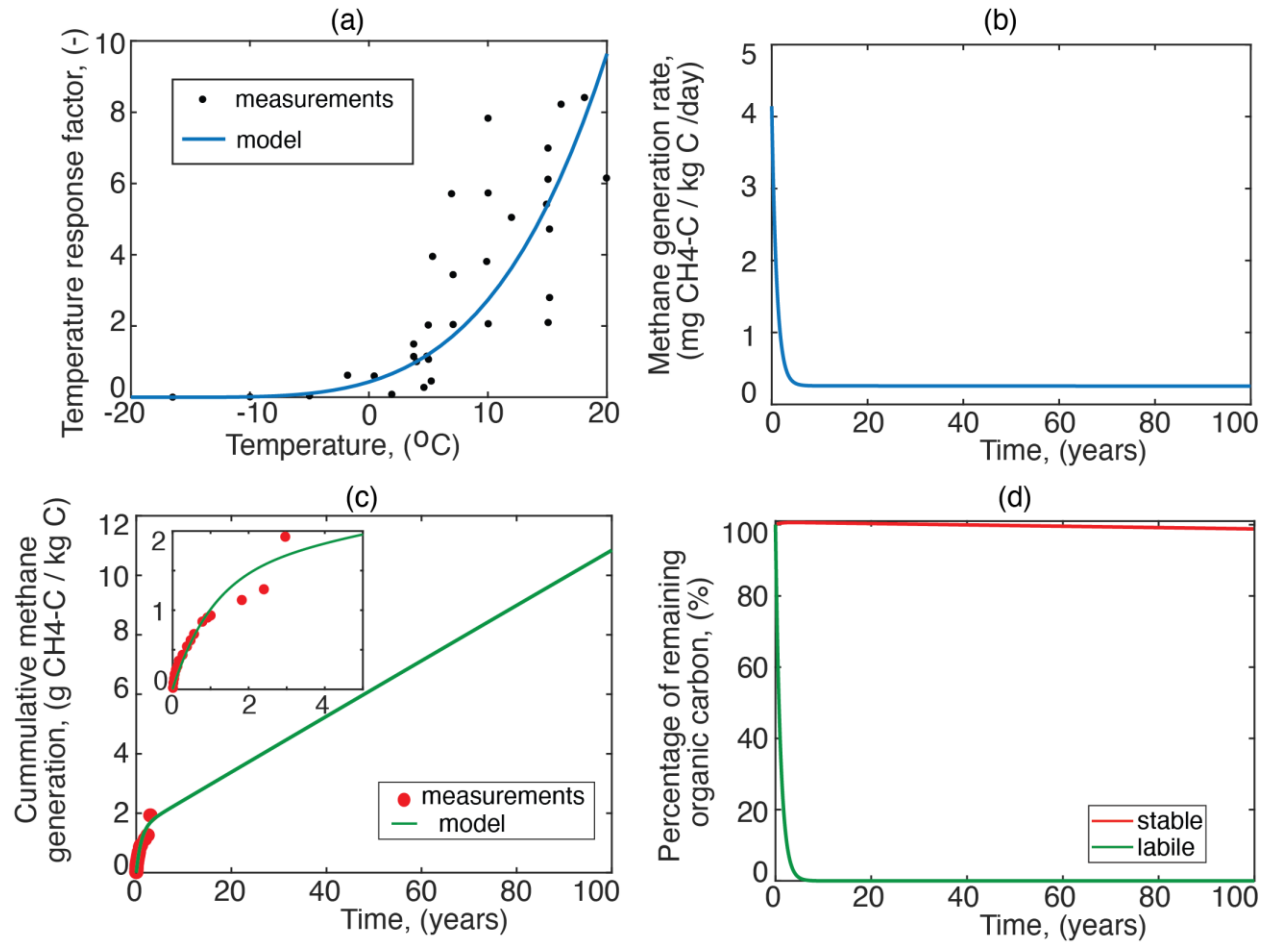 (a)
Temperature response factor, (-)
10
8
6
4
2
0
measurements
model
-20
-10
0
10
20
Temperature, (°C)
(b)
Methane generation rate,
(mg CH4-C / kg C /day)
5
4
3
2
1
0
0
20
40
60
80
100
Time, (years)
(c)
Cummulative methane
generation, (g CH4-C / kg C)
12
10
8
6
4
2
0
2
1
0
0
2
4
measurements
model
0
20
40
60
80
100
Time, (years)
(d)
Percentage of remaining
organic carbon, (%)
100
80
60
40
20
0
stable
labile
0
20
40
60
80
100
Time, (years)